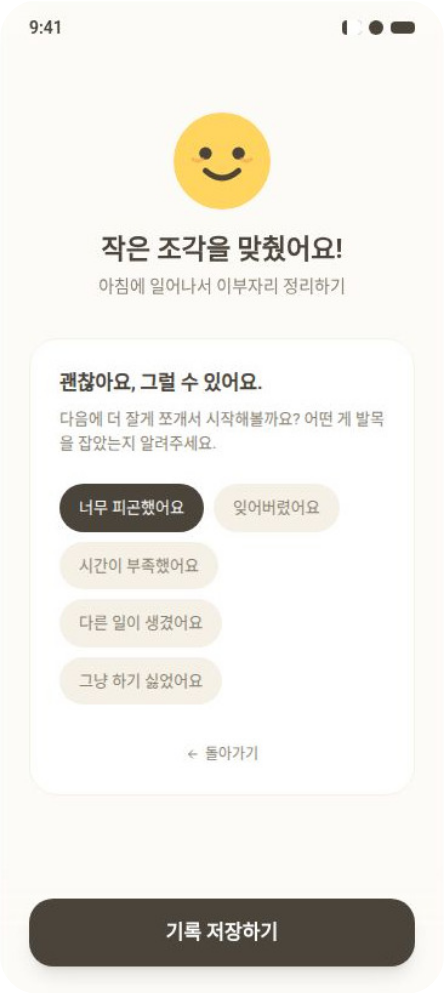 9:41
작은 조각을 맞췄어요!
아침에 일어나서 이부자리 정리하기
괜찮아요, 그럴 수 있어요.
다음에 더 잘게 쪼개서 시작해볼까요? 어떤 게 발목
을 잡았는지 알려주세요.
너무 피곤했어요 잊어버렸어요
시간이 부족했어요
다른 일이 생겼어요
그냥 하기 싫었어요
← 돌아가기
기록 저장하기